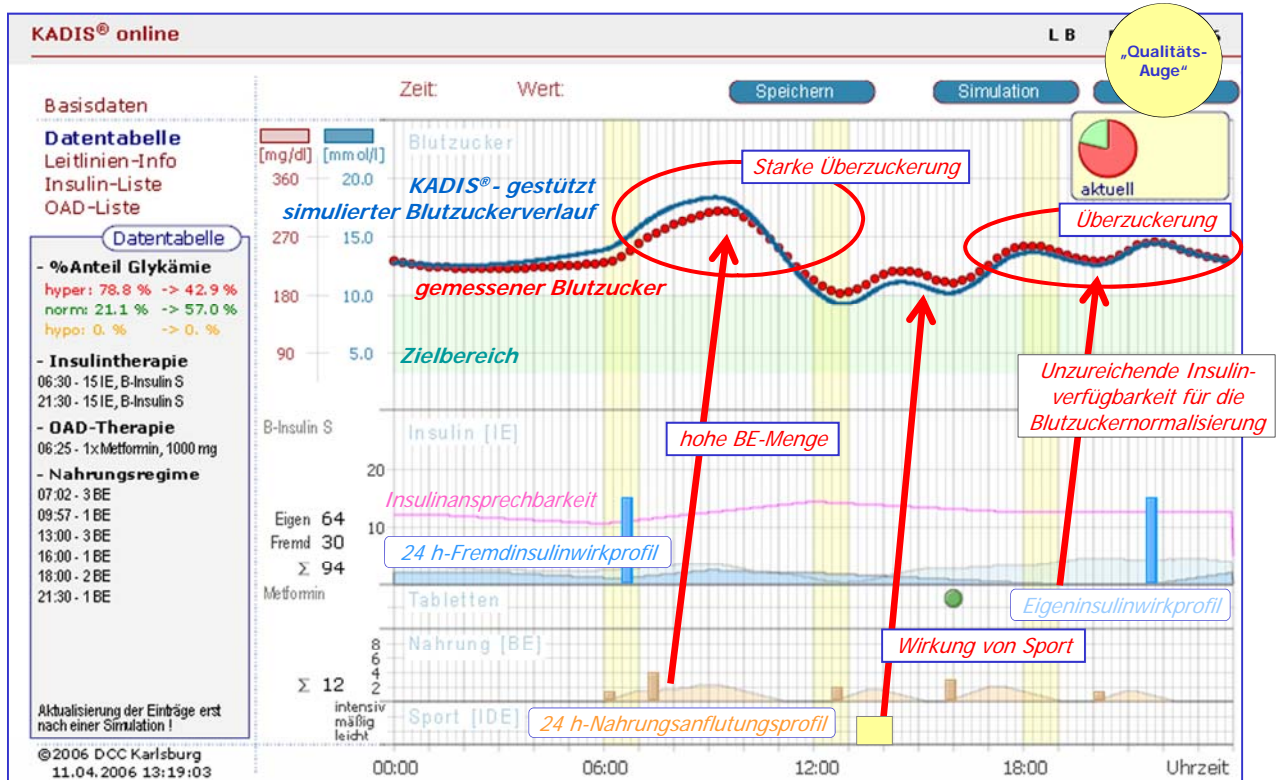 KADIS® online
L B
„Qualitäts-
Auge“
Zeit: Wert:
Speichern
Simulation
Basisdaten
Datentabelle
Leitlinien-Info
Insulin-Liste
OAD-Liste
Datentabelle
- %Anteil Glykämie
hyper: 78.8 % -> 42.9 %
norm: 21.1 % -> 57.0 %
hypo: 0. % -> 0. %
- Insulintherapie
06:30 - 15 IE, B-Insulin S
21:30 - 15 IE, B-Insulin S
- OAD-Therapie
06:25 - 1x Metformin, 1000 mg
- Nahrungsregime
07:02 - 3 BE
09:57 - 1 BE
13:00 - 3 BE
16:00 - 1 BE
18:00 - 2 BE
21:30 - 1 BE
Aktualisierung der Einträge erst
nach einer Simulation !
©2006 DCC Karlsburg
11.04.2006 13:19:03
[mg/dl] [mmol/l]
360 20.0
270 15.0
180 10.0
90 5.0
Blutzucker
KADIS® - gestützt
simulierter Blutzuckerverlauf
gemessener Blutzucker
Zielbereich
Starke Überzuckerung
aktuell
Überzuckerung
Unzureichende Insulin-
verfügbarkeit für die
Blutzuckernormalisierung
B-Insulin S
Insulin [IE]
hohe BE-Menge
20
Insulinansprechbarkeit
10
Eigen 64
Fremd 30
Σ 94
24 h-Fremdinsulinwirkprofil
Metformin
Tabletten
Eigeninsulinwirkprofil
Nahrung [BE]
Wirkung von Sport
8
6
4
2
Σ 12
24 h-Nahrungsanflutungsprofil
intensiv
mäßig
leicht
Sport [IDE]
00:00 06:00 12:00 18:00 Uhrzeit